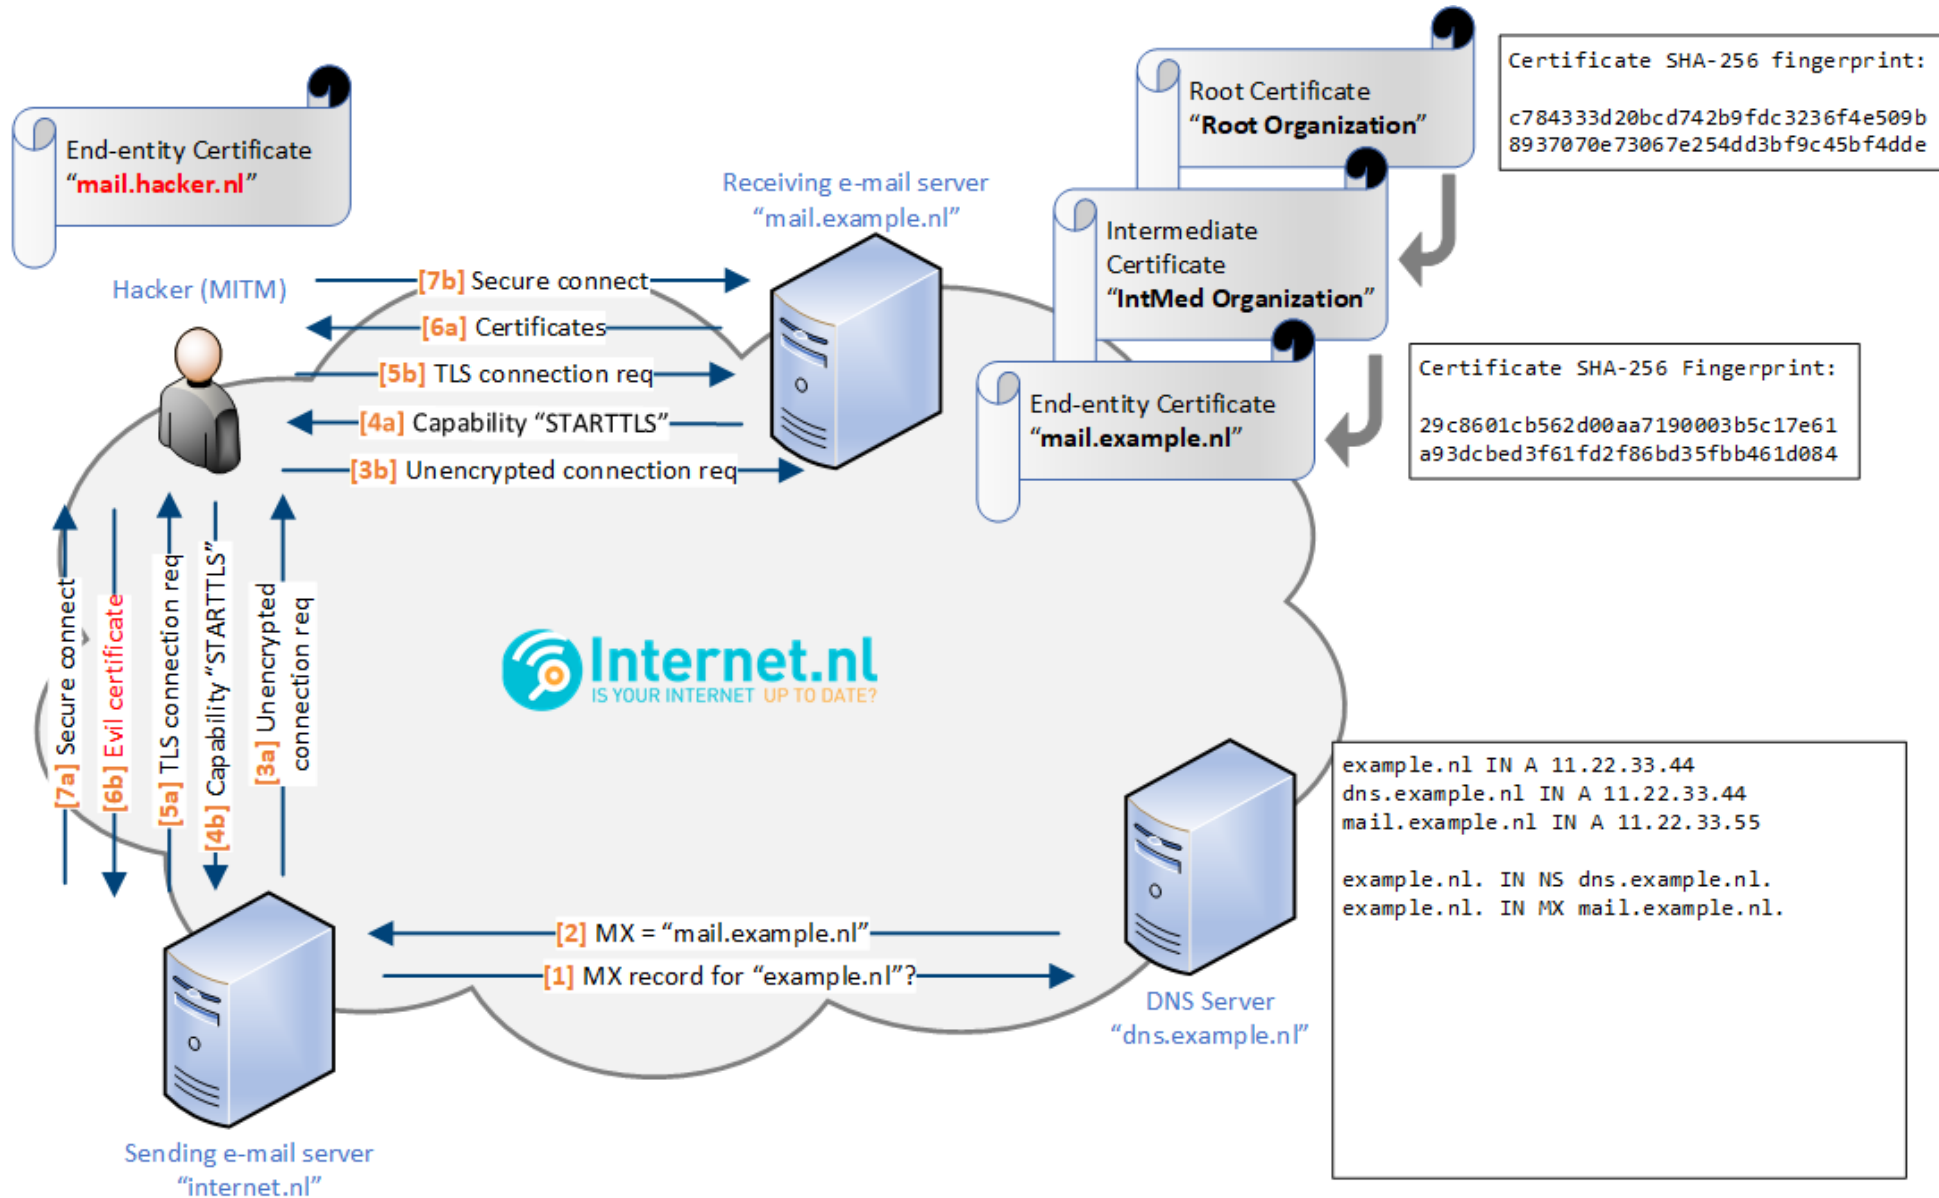 End-entity Certificate
“mail.hacker.nl”
Hacker (MITM)
Receiving e-mail server
“mail.example.nl”
Root Certificate
“Root Organization”
Certificate SHA-256 fingerprint:
c784333d20bcd742b9fdc3236f4e509b
8937070e73067e254dd3bf9c45bf4dde
Intermediate
Certificate
“IntMed Organization”
End-entity Certificate
“mail.example.nl”
Certificate SHA-256 Fingerprint:
29c8601cb562d00aa7190003b5c17e61
a93dcbed3f61fd2f86bd35fbb461d084
[7b] Secure connect
[6a] Certificates
[5b] TLS connection req
[4a] Capability “STARTTLS”
[3b] Unencrypted connection req
[7a] Secure connect
[6b] Evil certificate
[5a] TLS connection req
[4b] Capability “STARTTLS”
[3a] Unencrypted
connection req
Internet.nl
IS YOUR INTERNET UP TO DATE?
[2] MX = “mail.example.nl”
[1] MX record for “example.nl”?
DNS Server
“dns.example.nl”
example.nl IN A 11.22.33.44
dns.example.nl IN A 11.22.33.44
mail.example.nl IN A 11.22.33.55
example.nl. IN NS dns.example.nl.
example.nl. IN MX mail.example.nl.
Sending e-mail server
“internet.nl”